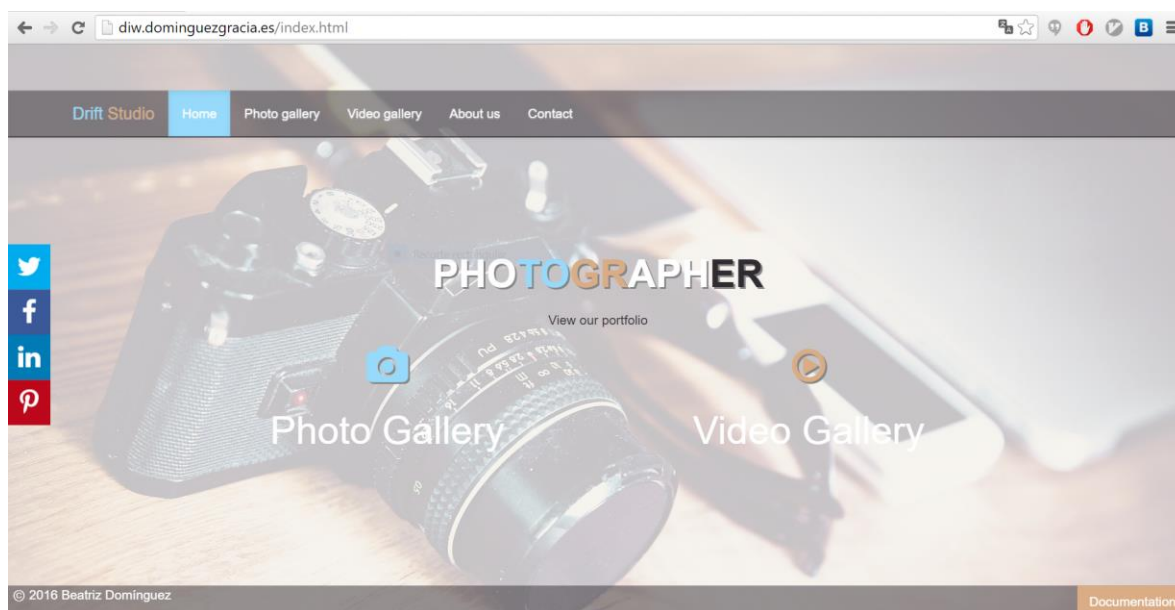 diw.dominguezgracia.es/index.html
Drift Studio Home Photo gallery Video gallery About us Contact
PHOTOGRAPHER
View our portfolio
Photo Gallery Video Gallery
© 2016 Beatriz Domínguez
Documentation